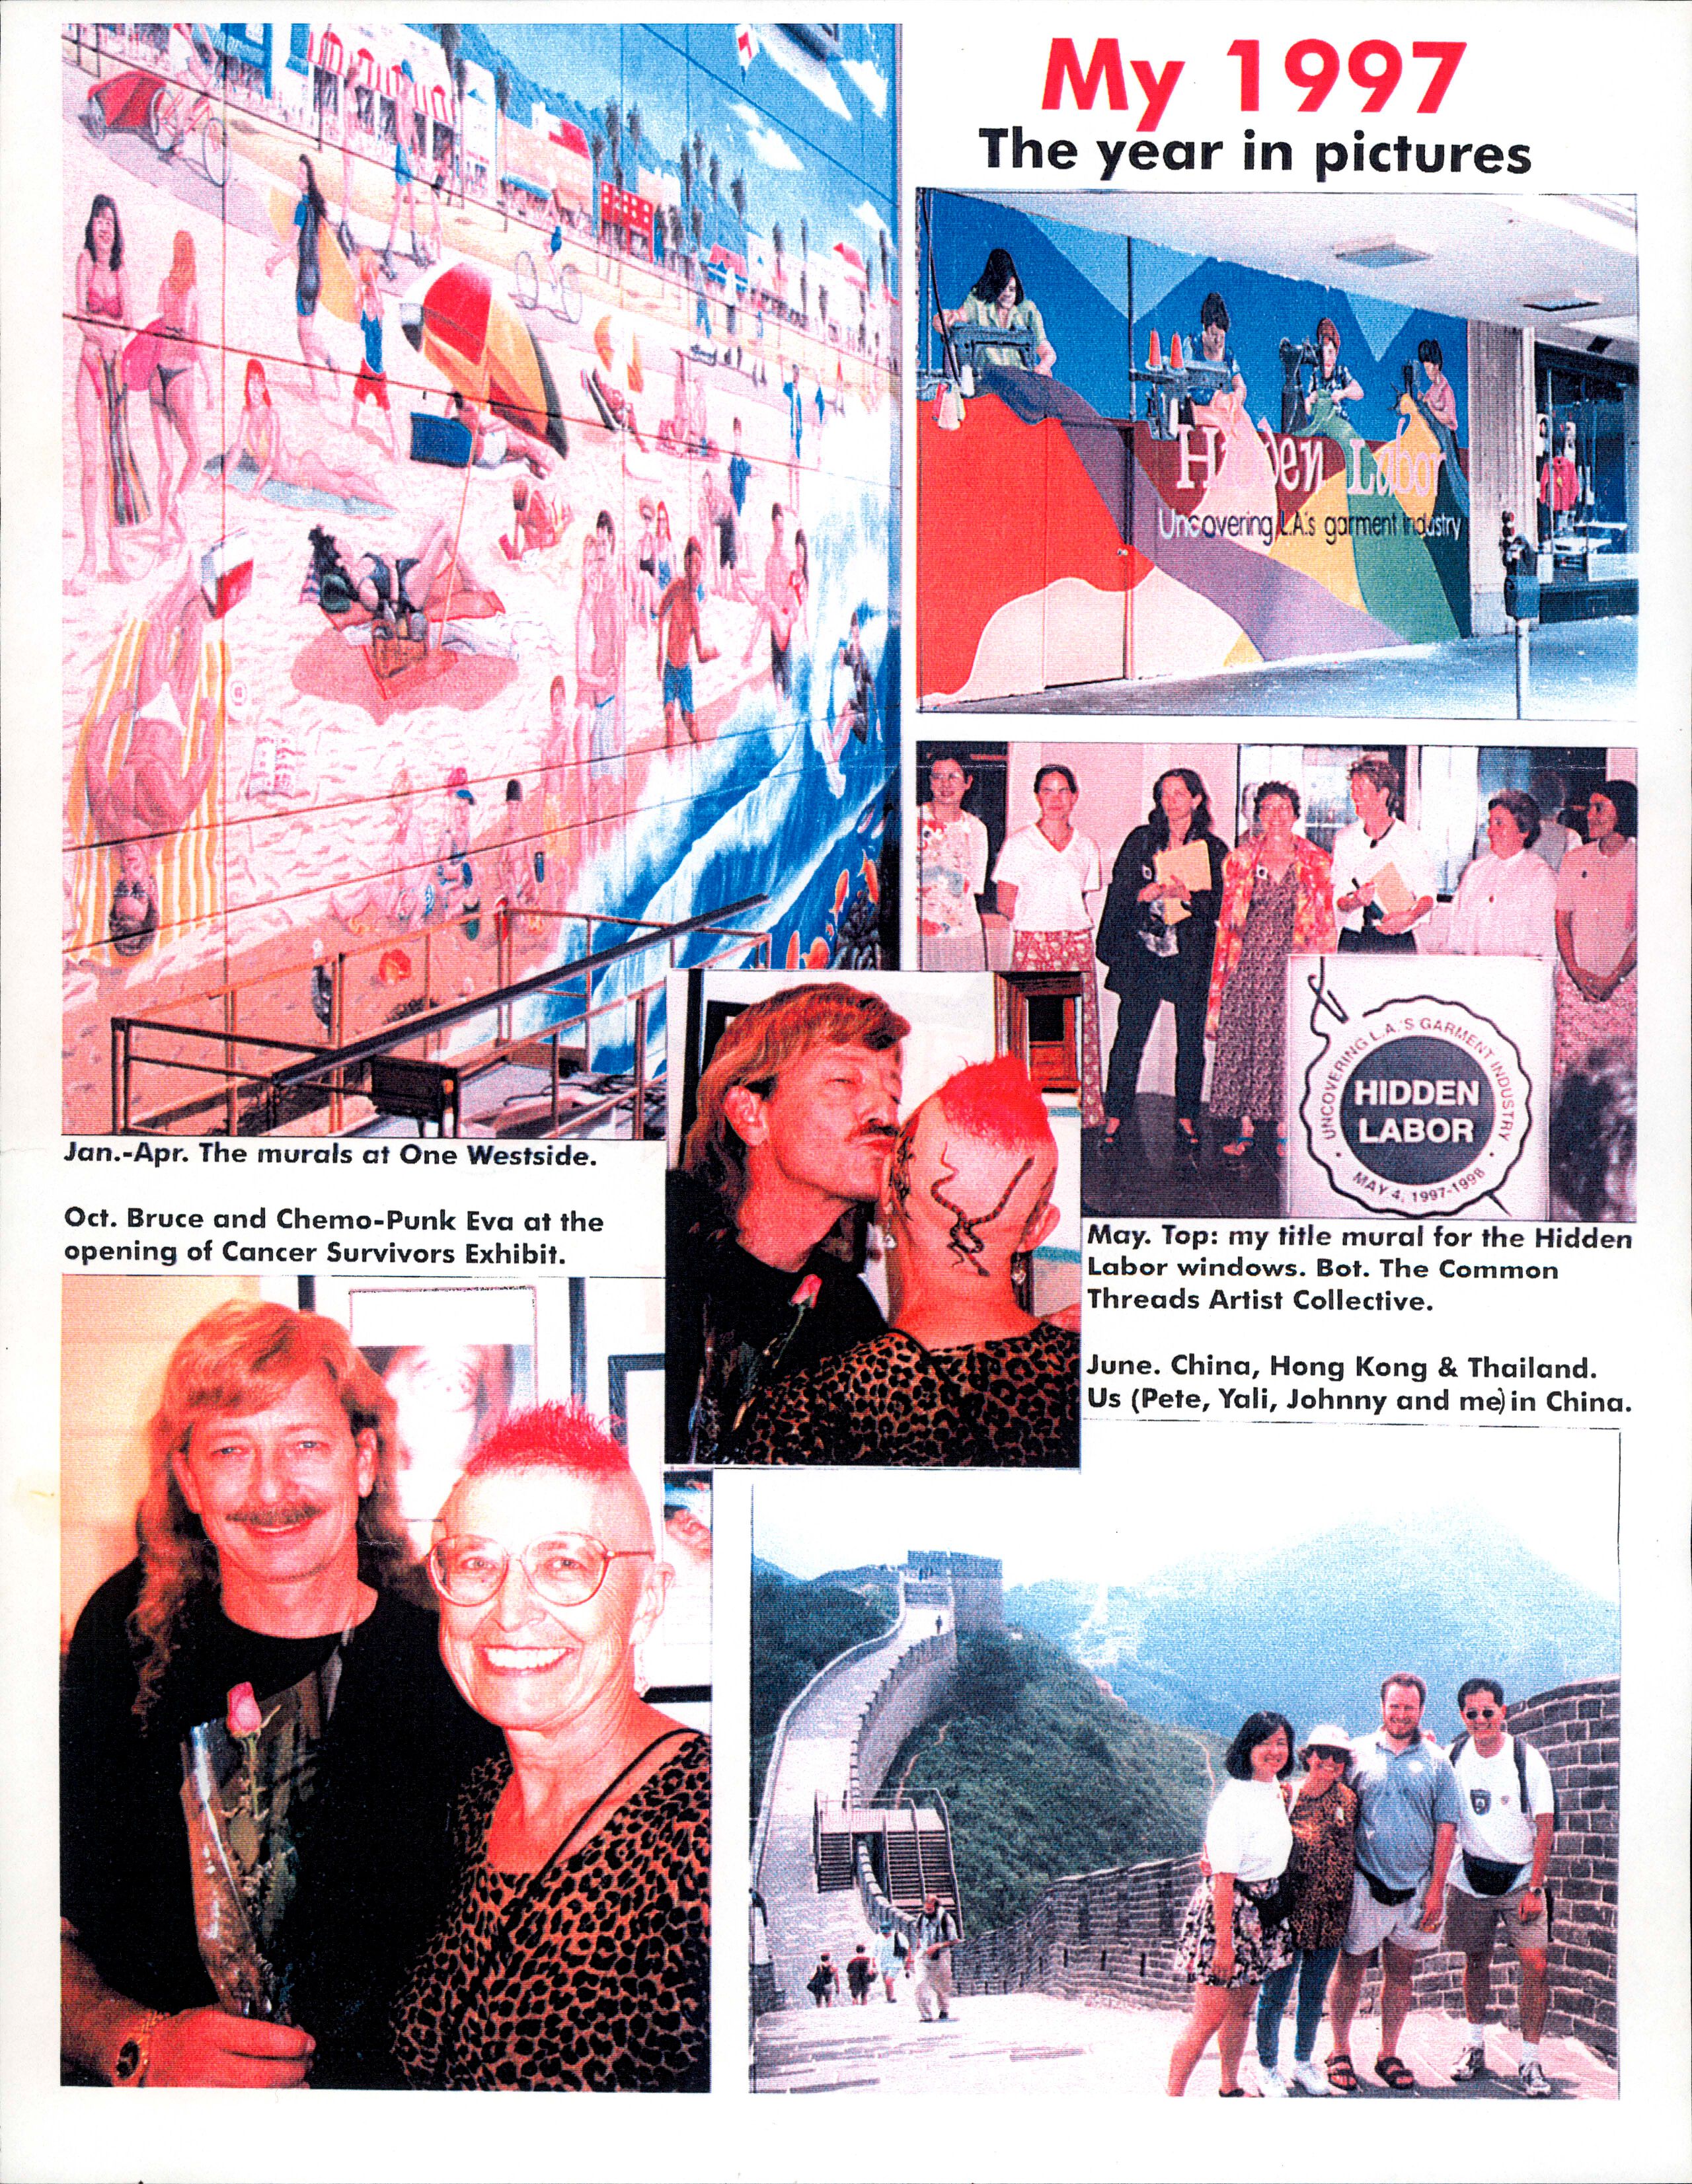 My 1997
The year in pictures
Hidden Labor
Uncovering L.A.'s garment industry
UNCOVERING L.A.'S GARMENT INDUSTRY
HIDDEN
LABOR
• MAY 4, 1997-1998 •
Jan.-Apr. The murals at One Westside.
Oct. Bruce and Chemo-Punk Eva at the
opening of Cancer Survivors Exhibit.
May. Top: my title mural for the Hidden
Labor windows. Bot. The Common
Threads Artist Collective.
June. China, Hong Kong & Thailand.
Us (Pete, Yali, Johnny and me) in China.